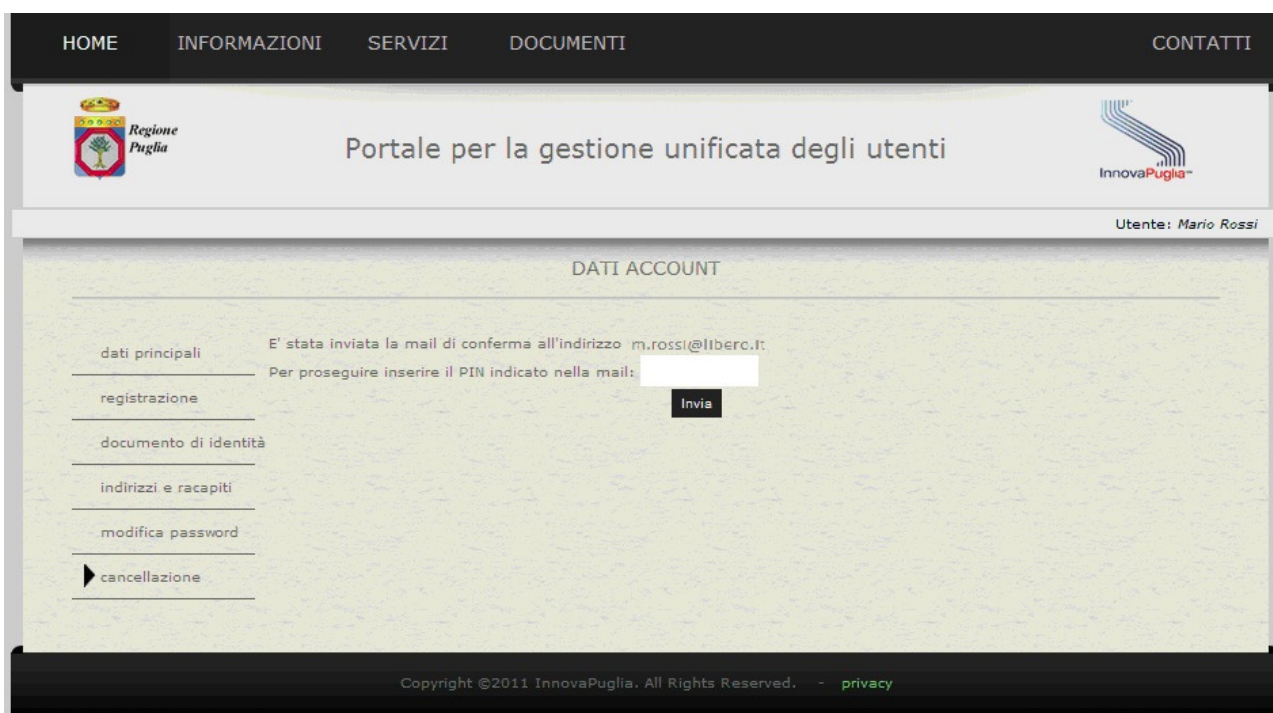 HOME INFORMAZIONI SERVIZI DOCUMENTI CONTATTI
Regione
Puglia
Portale per la gestione unificata degli utenti
InnovaPuglia
Utente: Mario Rossi
DATI ACCOUNT
dati principali
registrazione
documento di identità
indirizzi e racapiti
modifica password
cancellazione
E' stata inviata la mail di conferma all'indirizzo m.rossi@libero.it
Per proseguire inserire il PIN indicato nella mail:
Invia
Copyright ©2011 InnovaPuglia. All Rights Reserved. - privacy